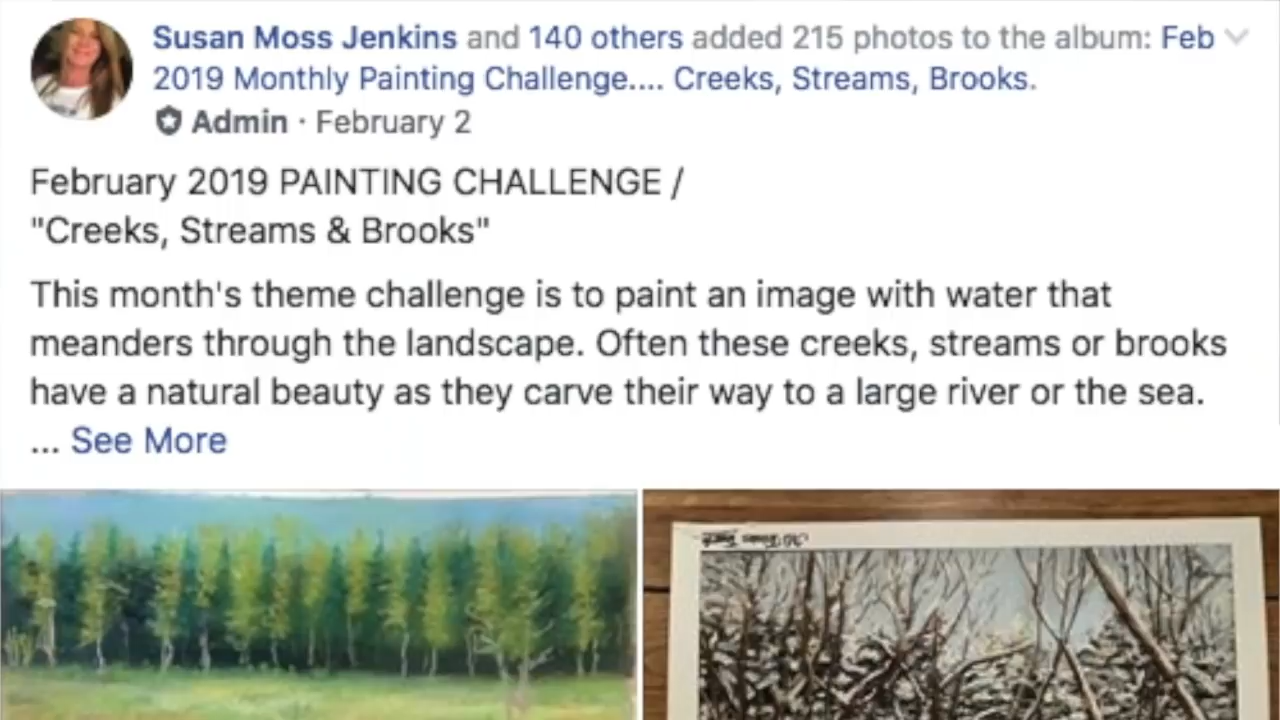 Susan Moss Jenkins and 140 others added 215 photos to the album: Feb
2019 Monthly Painting Challenge.... Creeks, Streams, Brooks.
Admin · February 2
February 2019 PAINTING CHALLENGE /
"Creeks, Streams & Brooks"
This month's theme challenge is to paint an image with water that
meanders through the landscape. Often these creeks, streams or brooks
have a natural beauty as they carve their way to a large river or the sea.
... See More